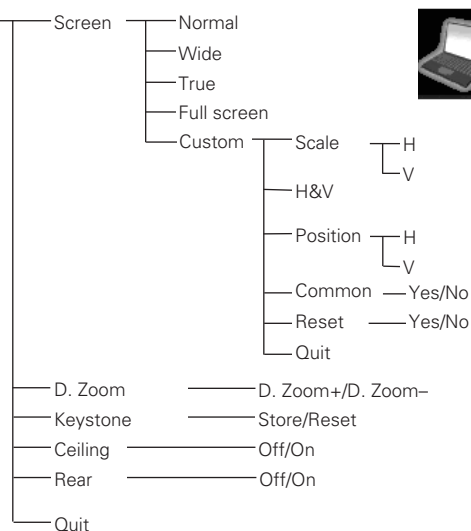 Screen Normal
Wide
True
Full screen
Custom Scale H
V
H&V
Position H
V
Common Yes/No
Reset Yes/No
Quit
D. Zoom D. Zoom+/D. Zoom–
Keystone Store/Reset
Ceiling Off/On
Rear Off/On
Quit